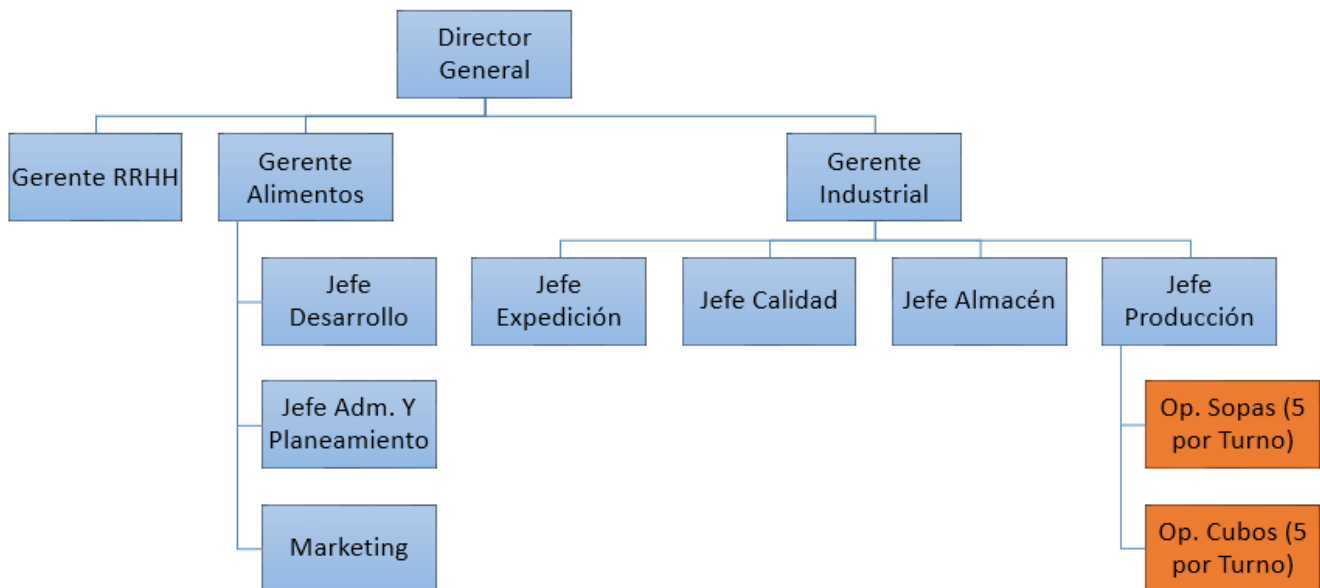 Director
General
Gerente RRHH
Gerente
Alimentos
Gerente
Industrial
Jefe
Desarrollo
Jefe
Expedición
Jefe Calidad
Jefe Almacén
Jefe
Producción
Jefe Adm. Y
Planeamiento
Op. Sopas (5
por Turno)
Marketing
Op. Cubos (5
por Turno)